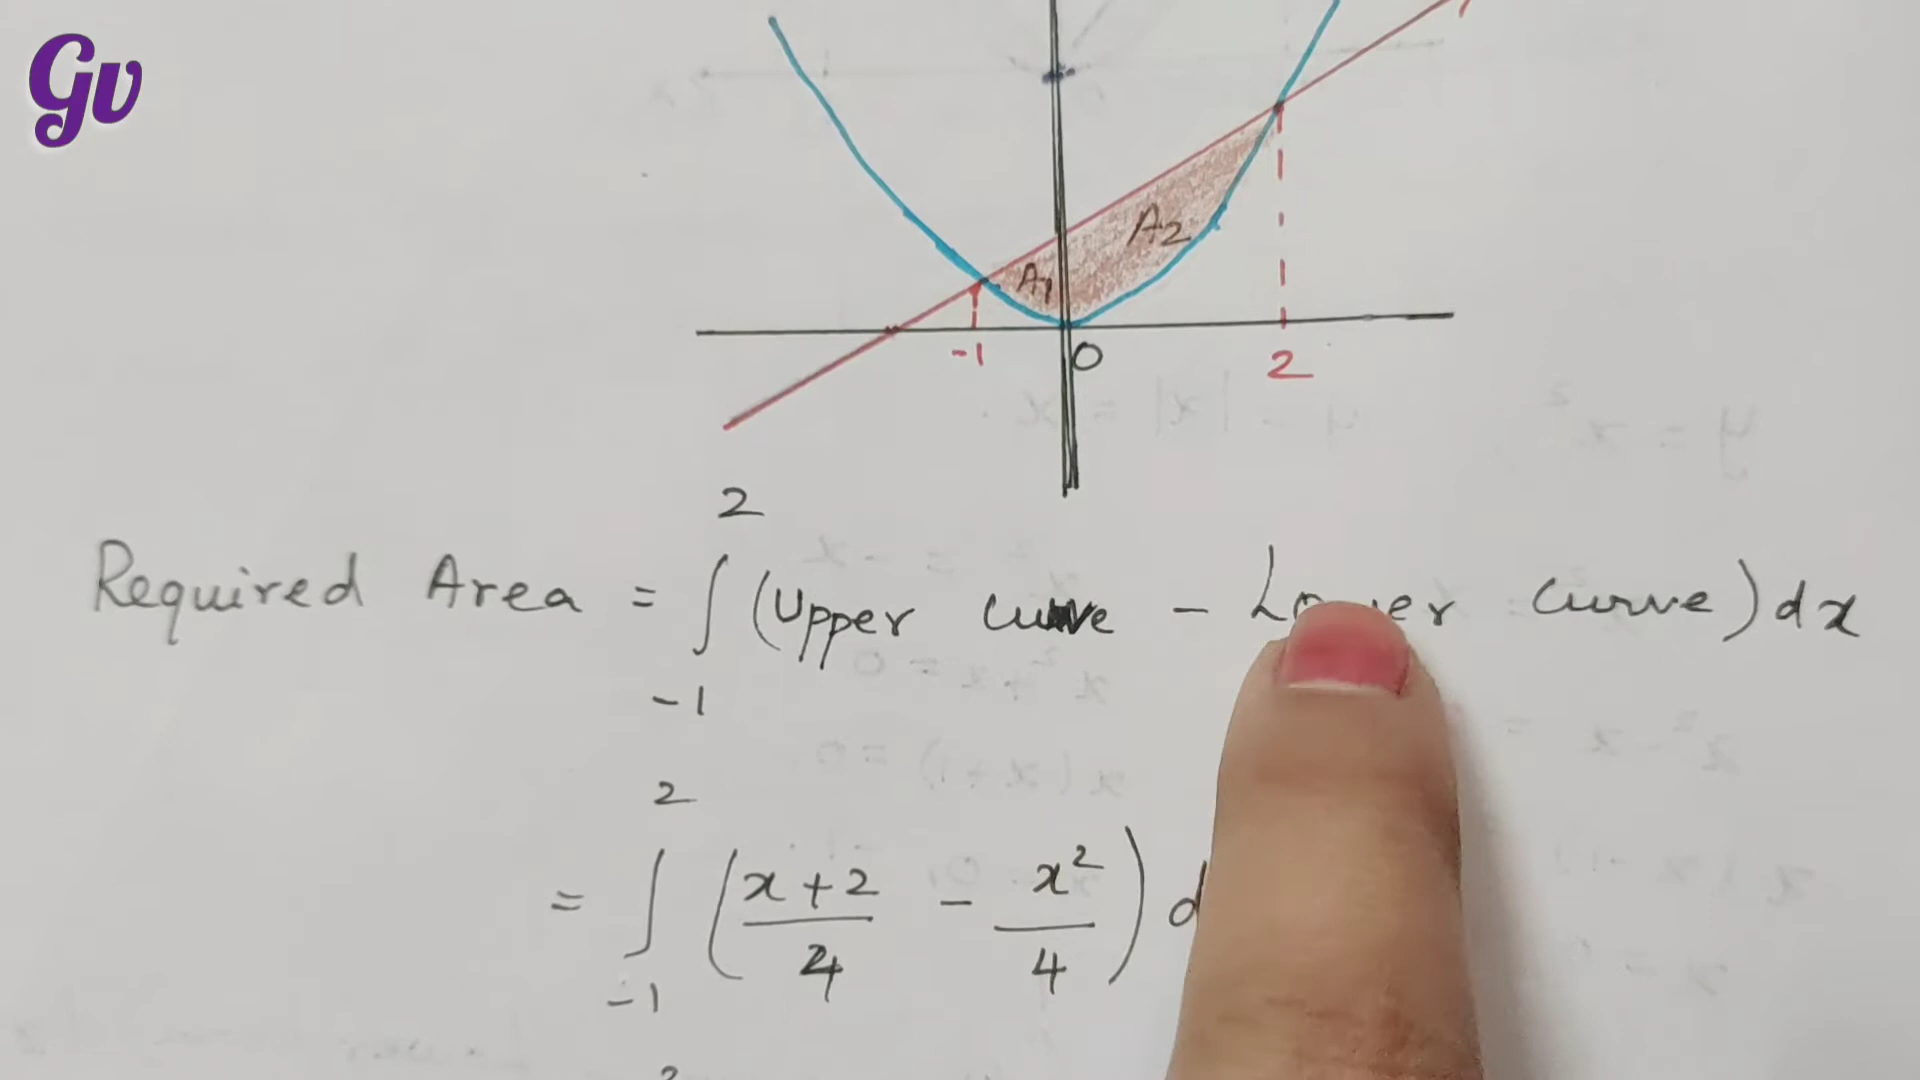 Gv
A1
A2
-1 0 2
2
Required Area = ∫ (Upper curve - Lower curve) dx
-1
2
= ∫ (x+2/4 - x²/4) d
-1
2